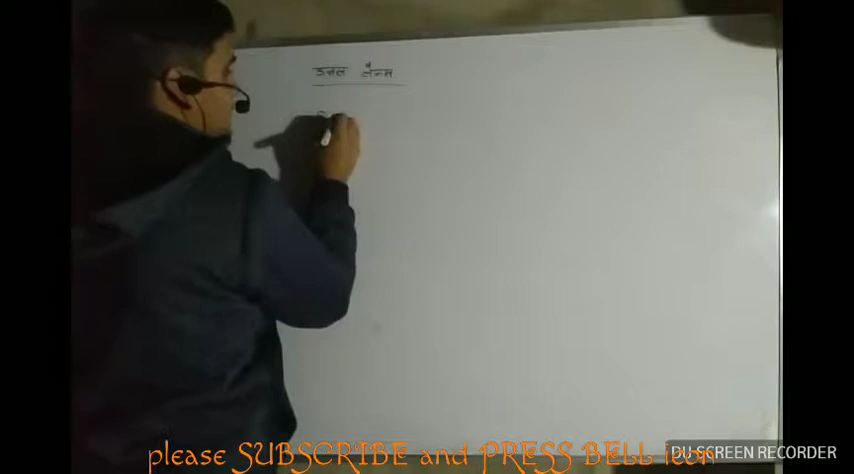 उत्तल लैन्स
please SUBSCRIBE and PRESS BELL icon
DU SCREEN RECORDER